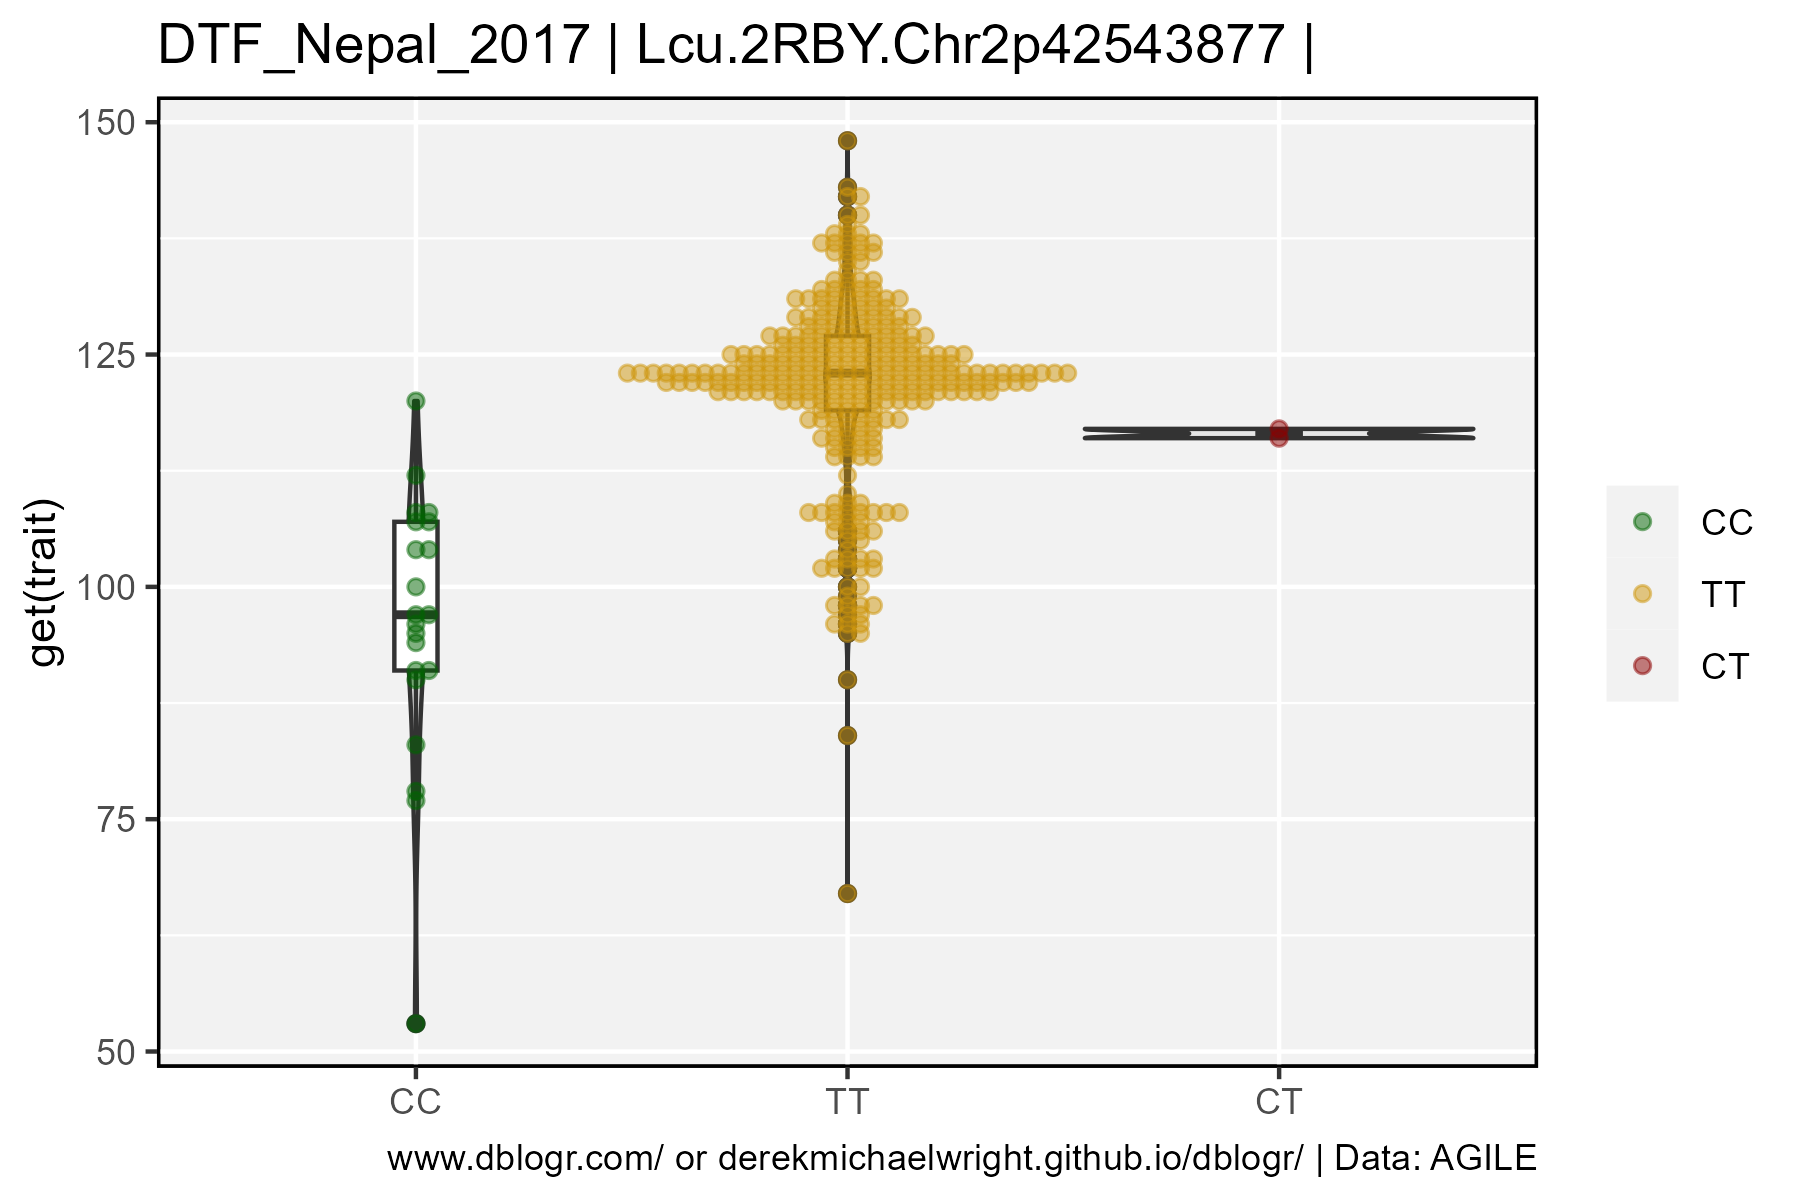 DTF_Nepal_2017 | Lcu.2RBY.Chr2p42543877 |
get(trait)
150
125
100
75
50
CC
TT
CT
CC
TT
CT
www.dblogr.com/ or derekmichaelwright.github.io/dblogr/ | Data: AGILE